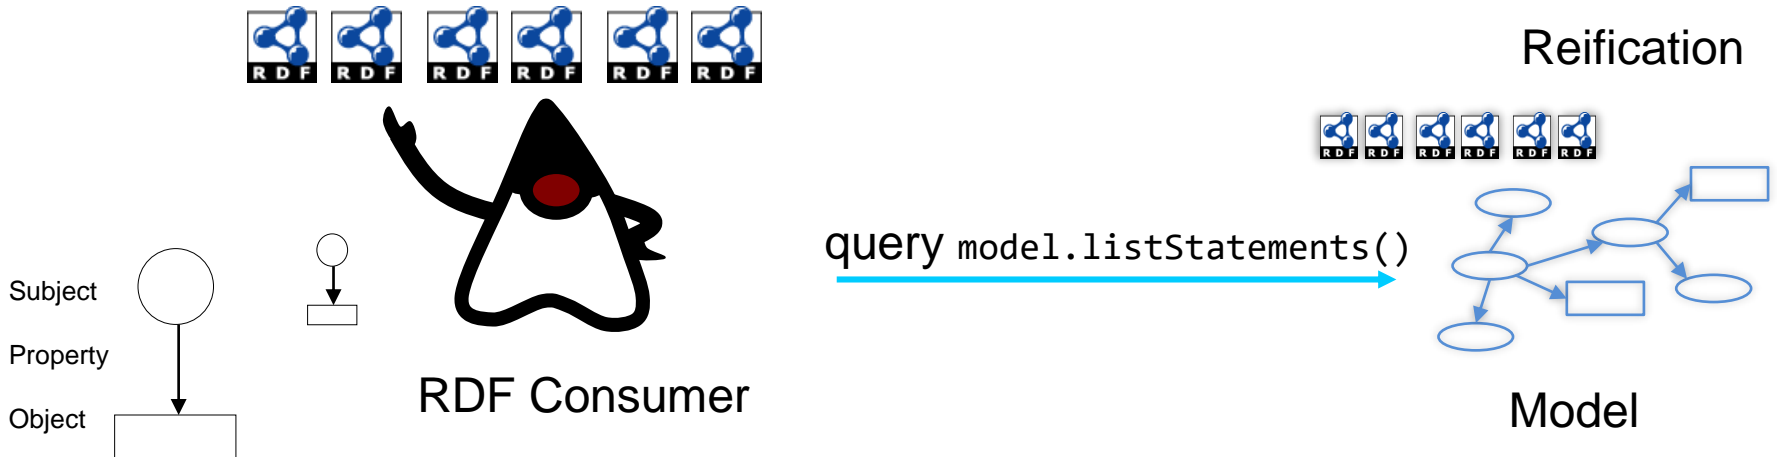 RDF RDF RDF RDF RDF RDF
Reification
RDF RDF RDF RDF RDF RDF
query model.listStatements()
Subject
Property
Object
RDF Consumer
Model